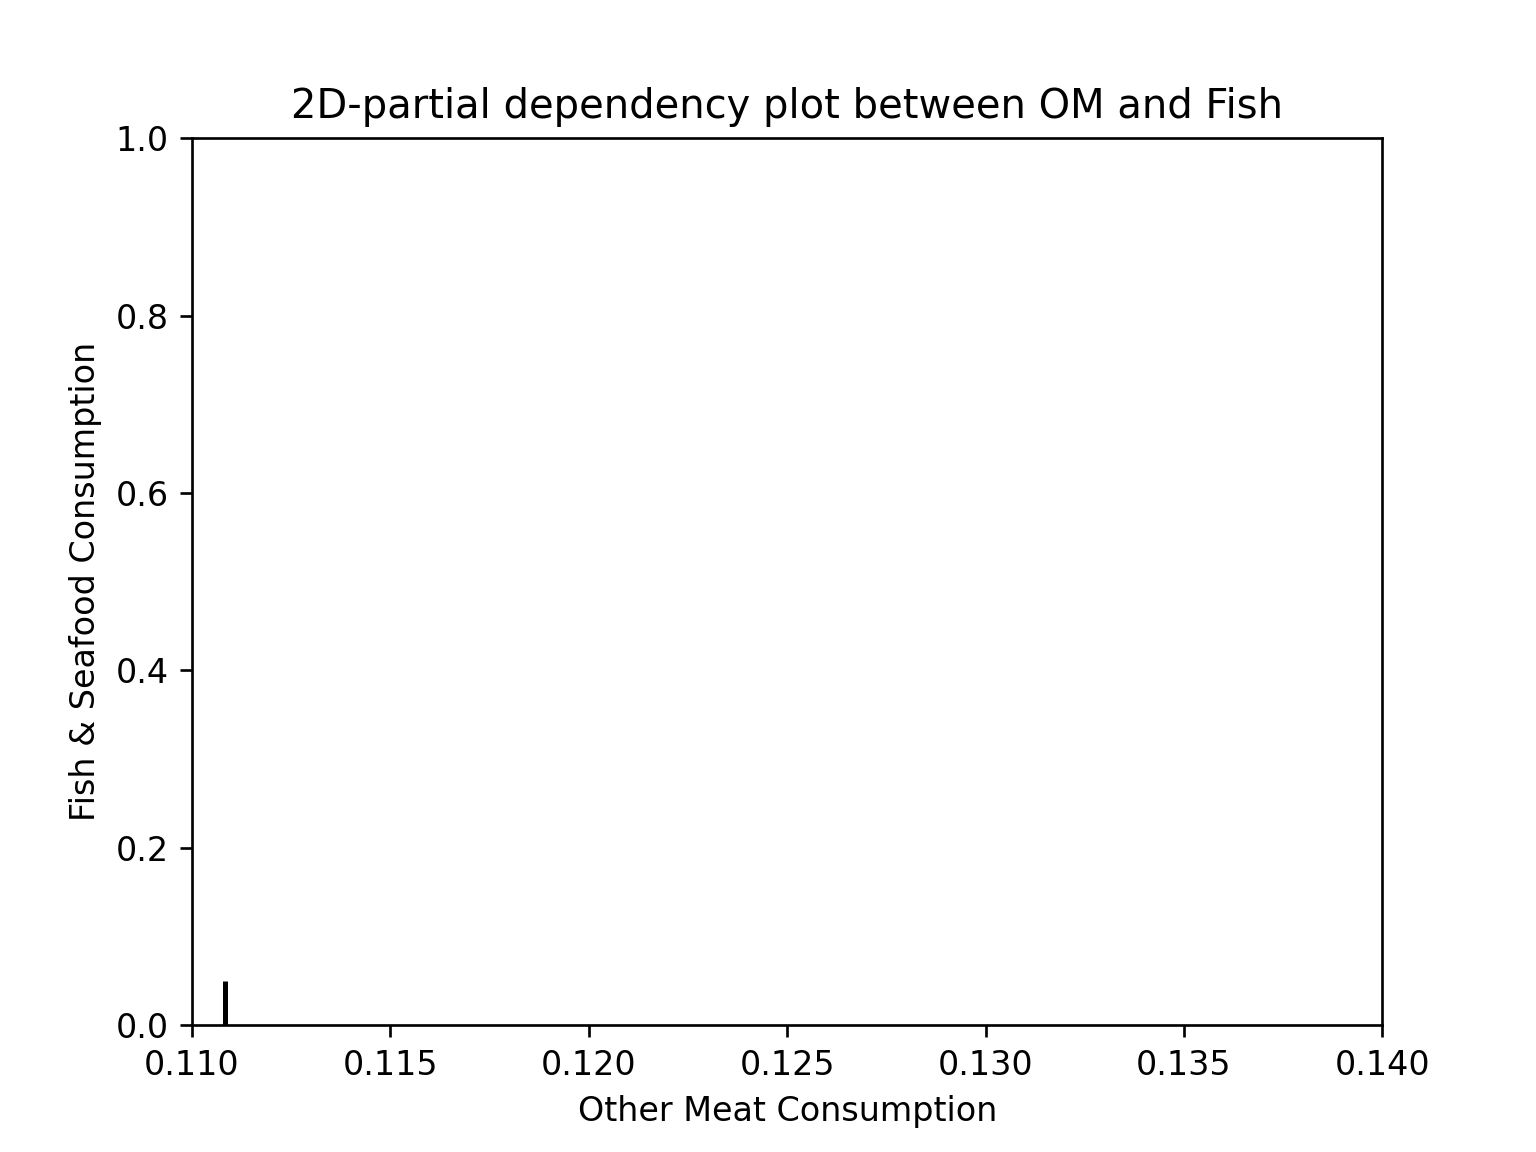 2D-partial dependency plot between OM and Fish
1.0
0.8
0.6
0.4
0.2
0.0
Fish & Seafood Consumption
0.110 0.115 0.120 0.125 0.130 0.135 0.140
Other Meat Consumption